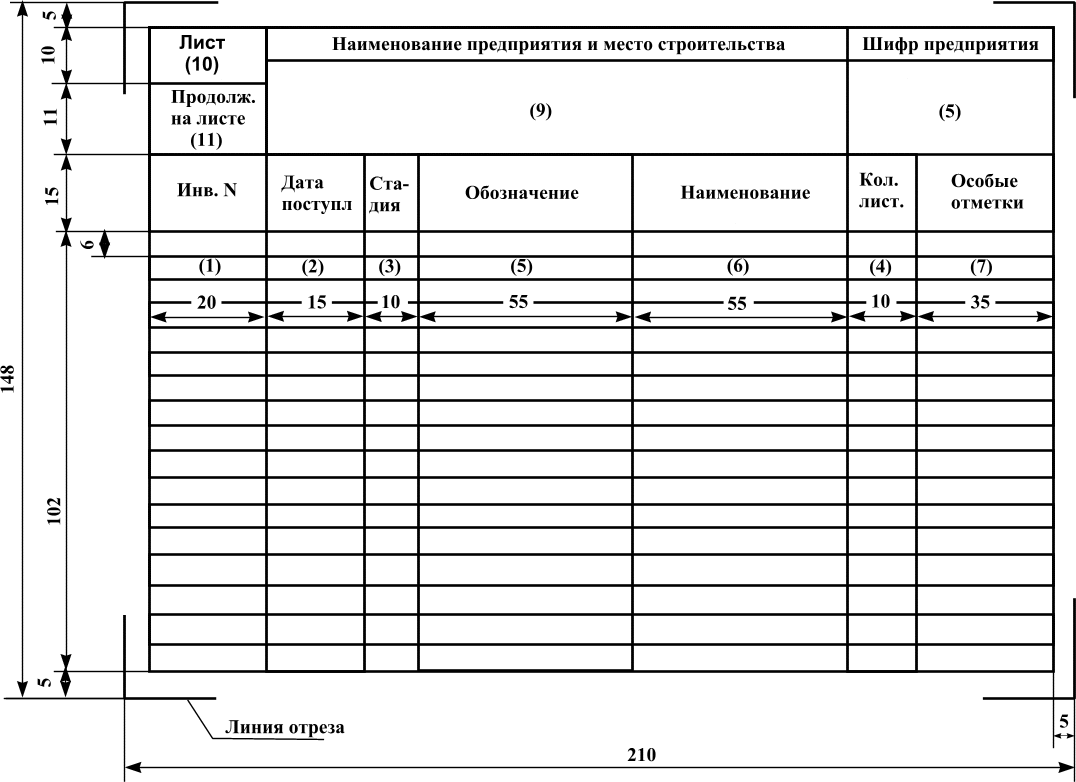 5
Лист
(10)
Наименование предприятия и место строительства
Шифр предприятия
10
Продолж.
на листе
(11)
(9)
(5)
11
Инв. N
Дата
поступл
Ста-
дия
Обозначение
Наименование
Кол.
лист.
Особые
отметки
15
6
(1) (2) (3) (5) (6) (4) (7)
20 15 10 55 55 10 35
148
102
5
Линия отреза
5
210